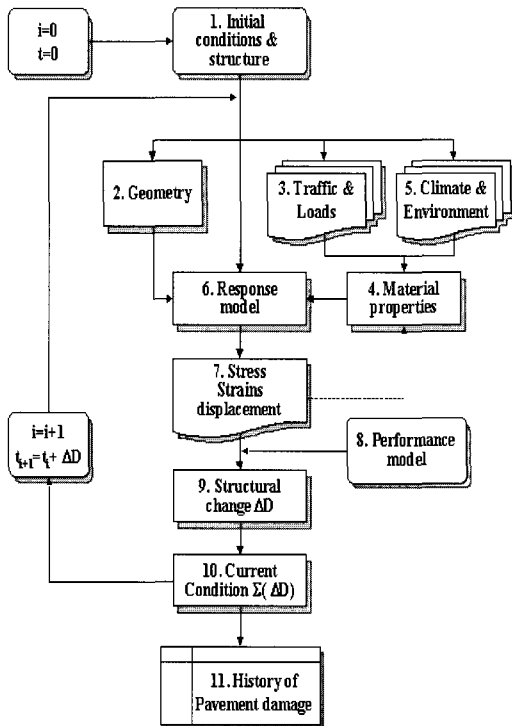 i=0
t=0
1. Initial
conditions &
structure
2. Geometry
3. Traffic &
Loads
5. Climate &
Environment
6. Response
model
4. Material
properties
7. Stress
Strains
displacement
i=i+1
t_{i+1}=t_i+ ΔD
8. Performance
model
9. Structural
change ΔD
10. Current
Condition Σ( ΔD)
11. History of
Pavement damage